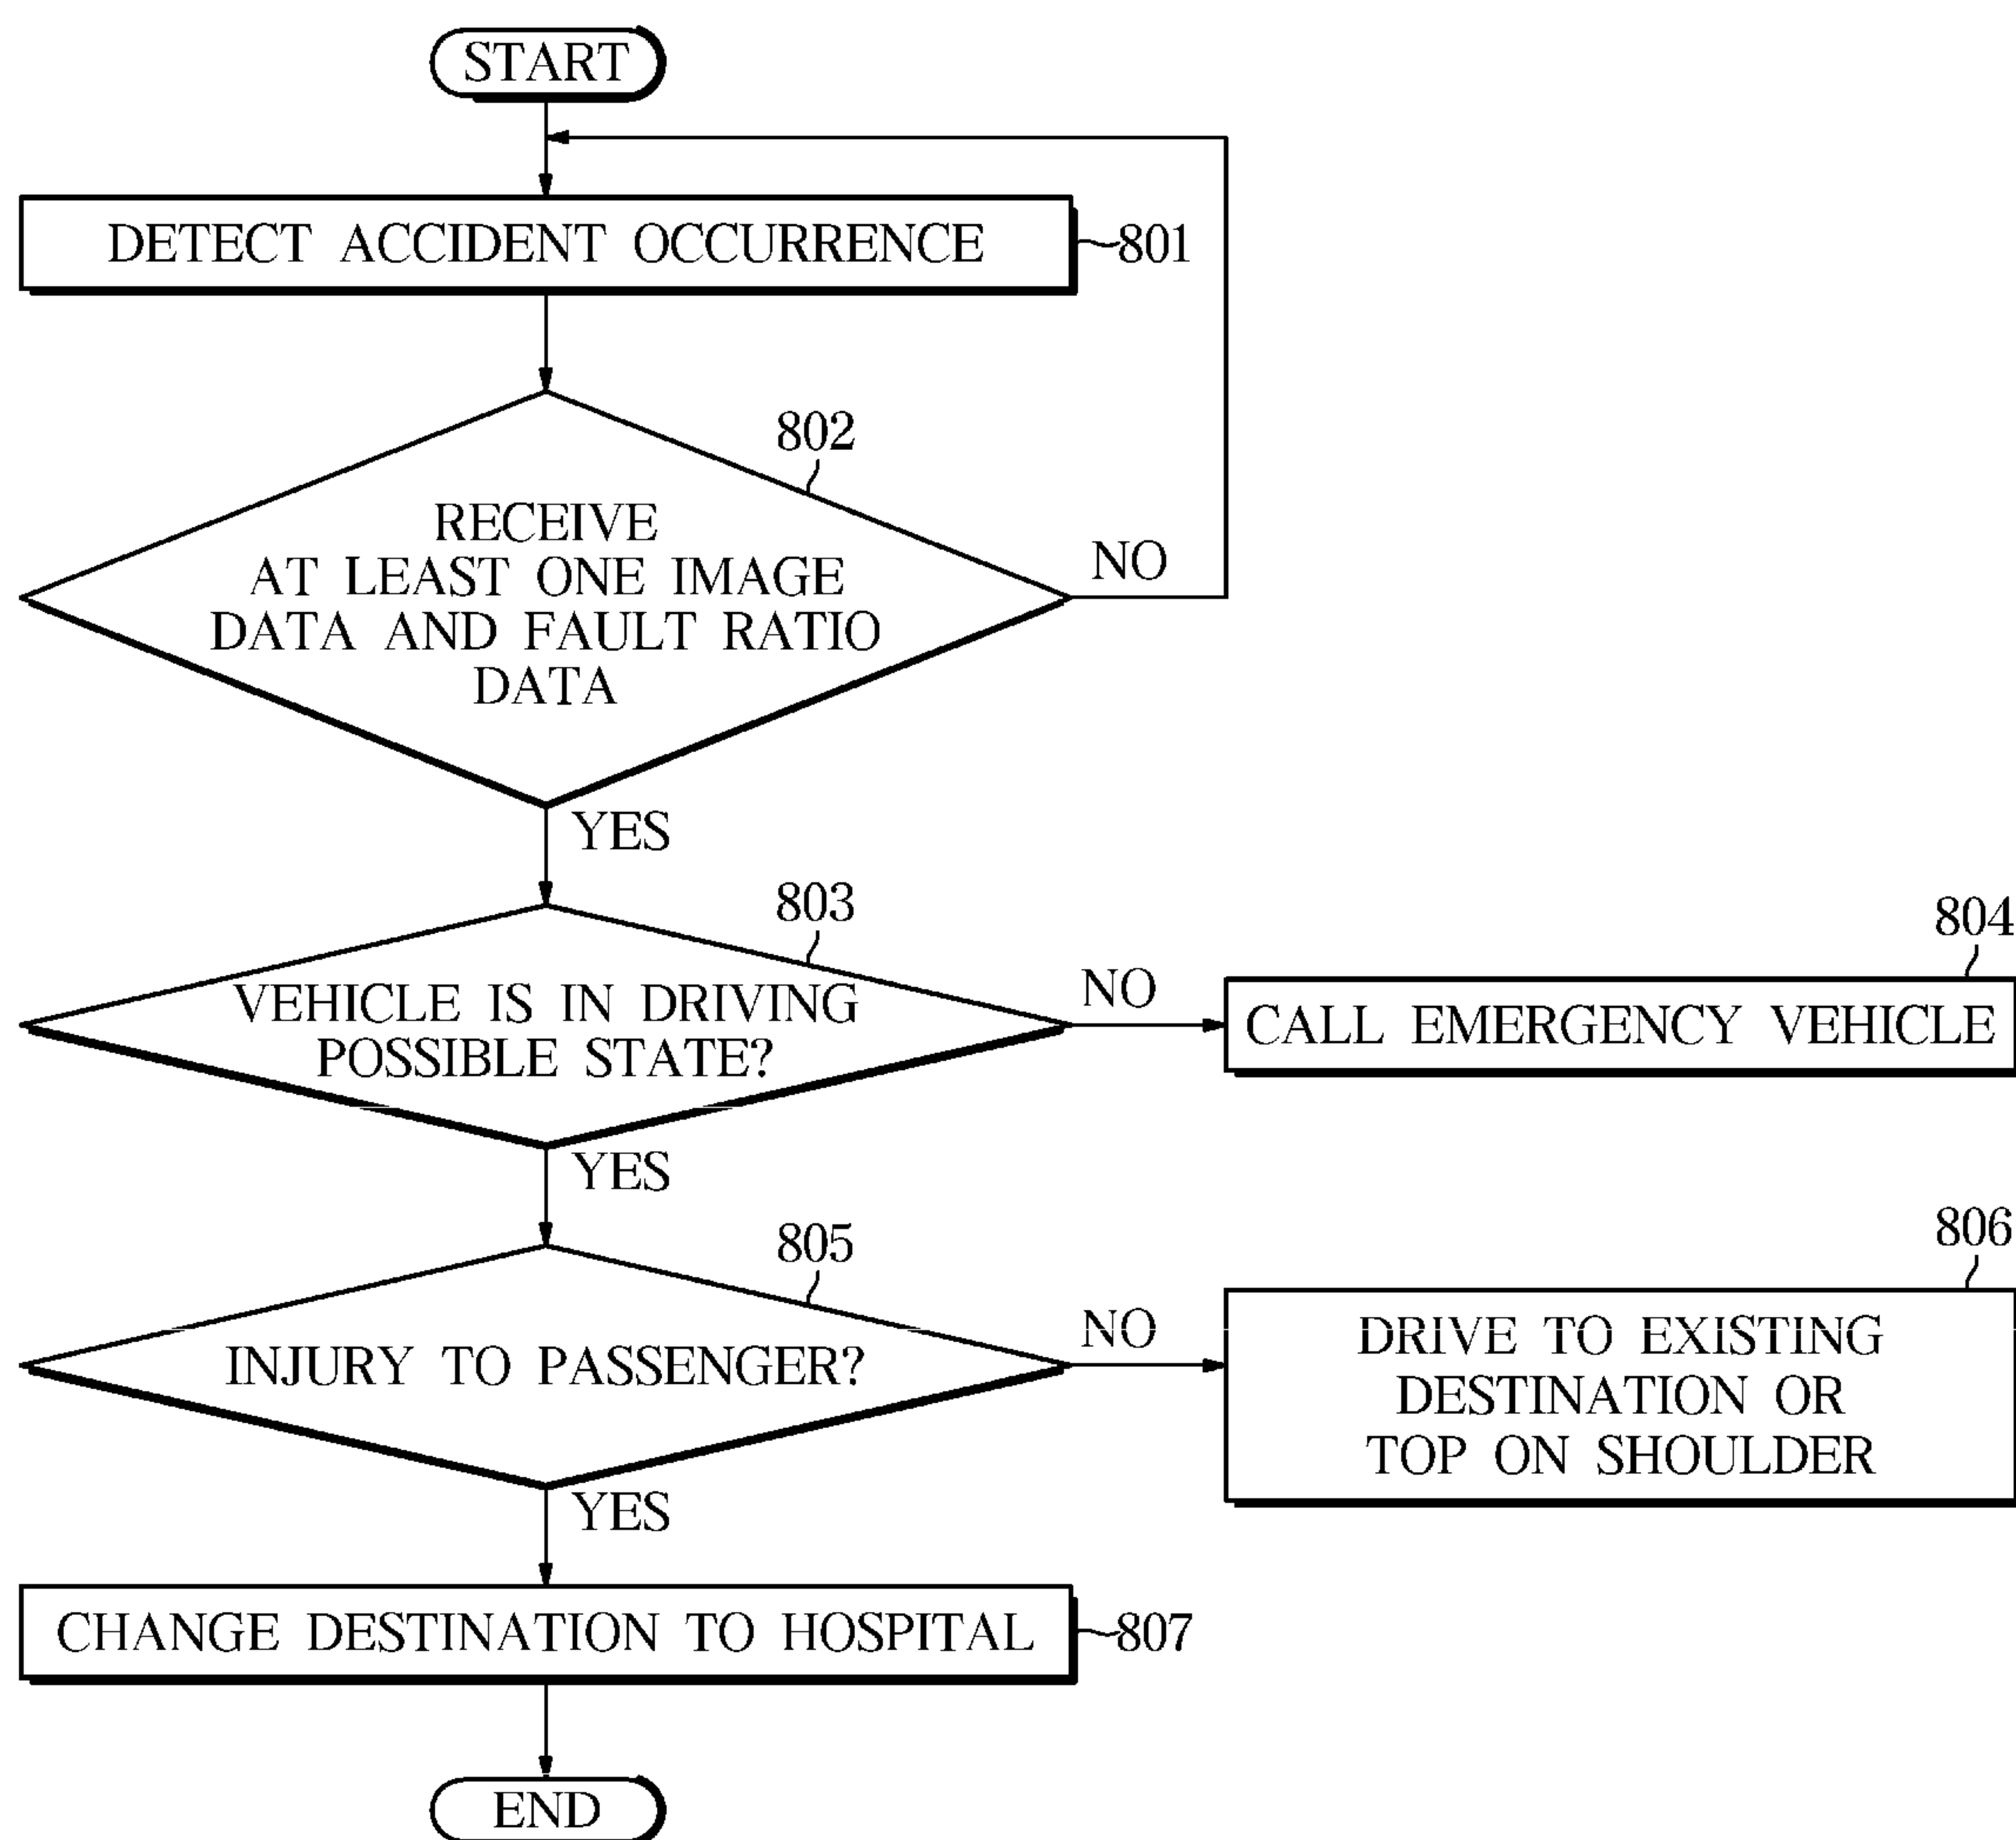 START
DETECT ACCIDENT OCCURRENCE
801
802
RECEIVE
AT LEAST ONE IMAGE
DATA AND FAULT RATIO
DATA
NO
YES
803
VEHICLE IS IN DRIVING
POSSIBLE STATE?
NO
804
CALL EMERGENCY VEHICLE
YES
805
INJURY TO PASSENGER?
NO
806
DRIVE TO EXISTING
DESTINATION OR
TOP ON SHOULDER
YES
CHANGE DESTINATION TO HOSPITAL
807
END